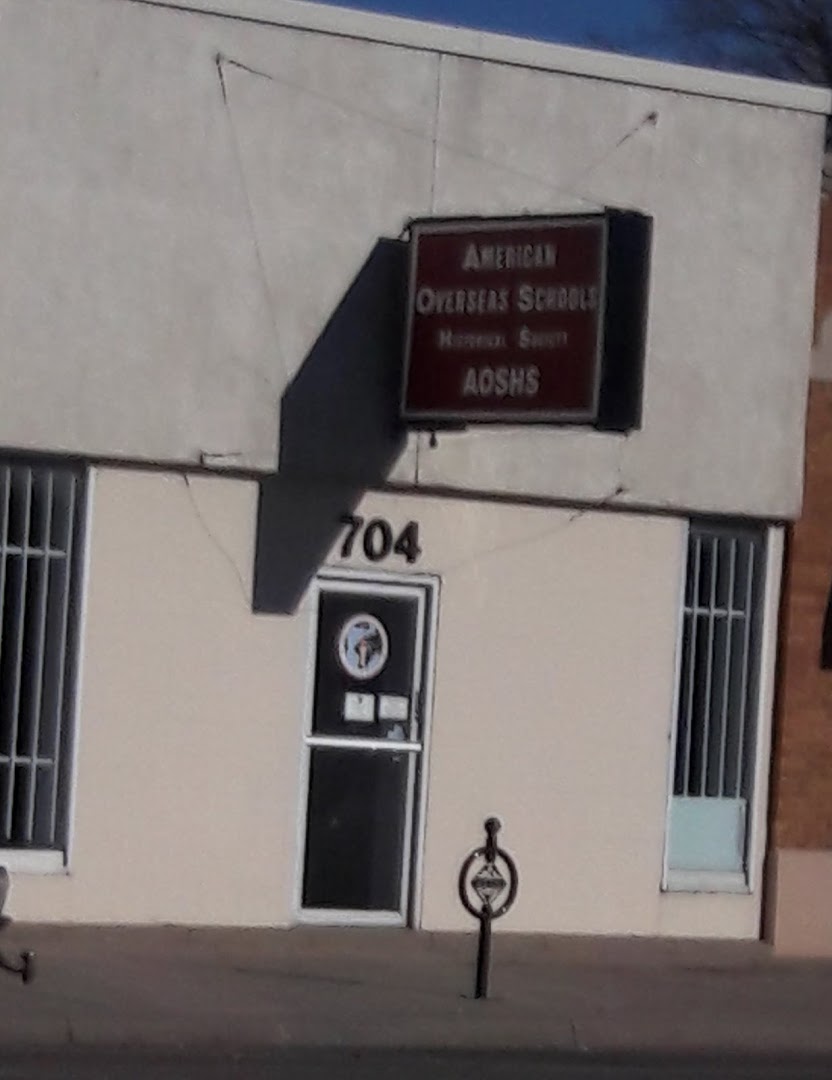 AMERICAN
OVERSEAS SCHOOLS
HISTORICAL SOCIETY
AOSHS
704